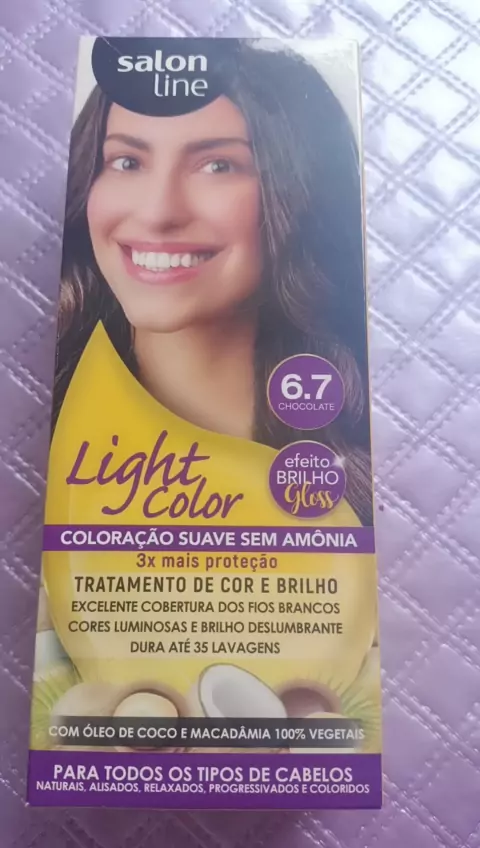 salon
line
6.7
CHOCOLATE
Light
Color
efeito
BRILHO
Gloss
COLORAÇÃO SUAVE SEM AMÔNIA
3x mais proteção
TRATAMENTO DE COR E BRILHO
EXCELENTE COBERTURA DOS FIOS BRANCOS
CORES LUMINOSAS E BRILHO DESLUMBRANTE
DURA ATÉ 35 LAVAGENS
COM ÓLEO DE COCO E MACADÂMIA 100% VEGETAIS
PARA TODOS OS TIPOS DE CABELOS
NATURAIS, ALISADOS, RELAXADOS, PROGRESSIVADOS E COLORIDOS